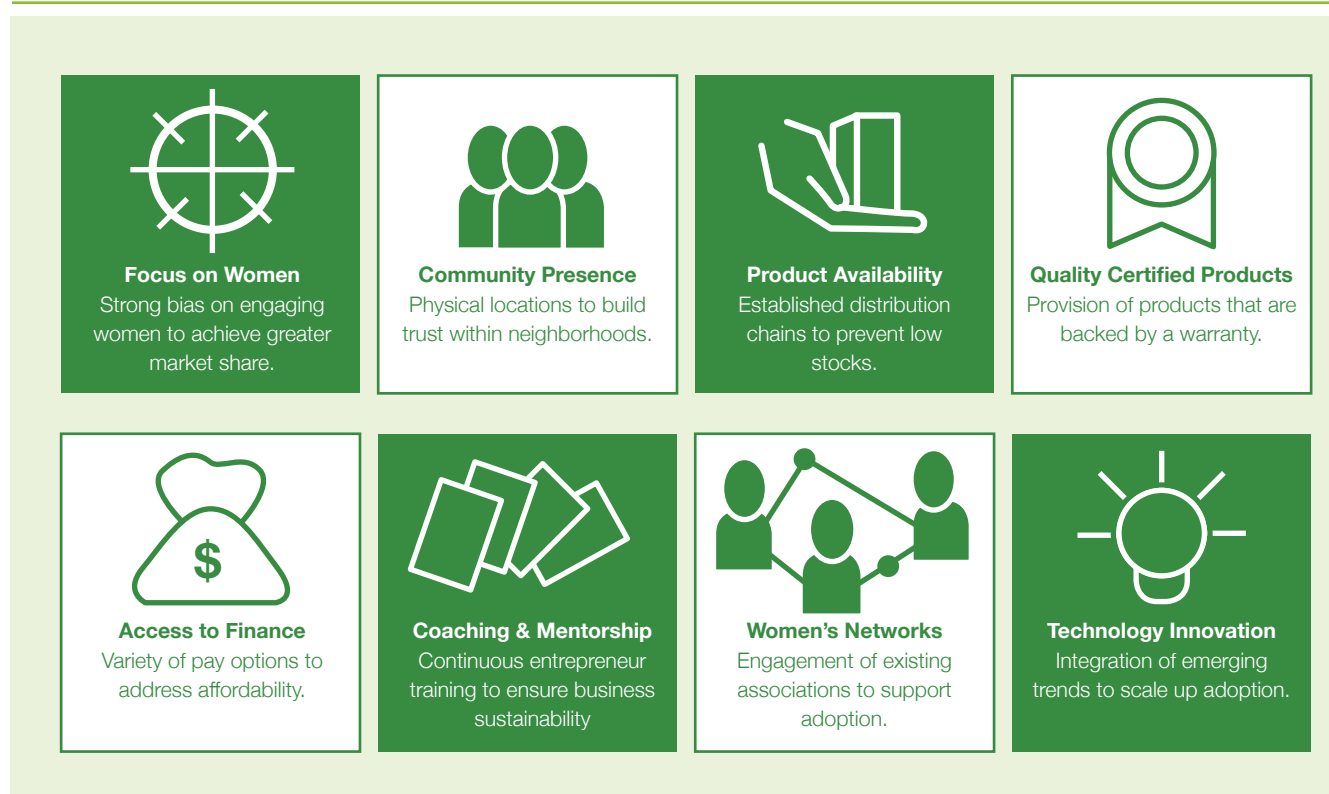 Focus on Women
Strong bias on engaging
women to achieve greater
market share.
Community Presence
Physical locations to build
trust within neighborhoods.
Product Availability
Established distribution
chains to prevent low
stocks.
Quality Certified Products
Provision of products that are
backed by a warranty.
$
Access to Finance
Variety of pay options to
address affordability.
Coaching & Mentorship
Continuous entrepreneur
training to ensure business
sustainability
Women's Networks
Engagement of existing
associations to support
adoption.
Technology Innovation
Integration of emerging
trends to scale up adoption.